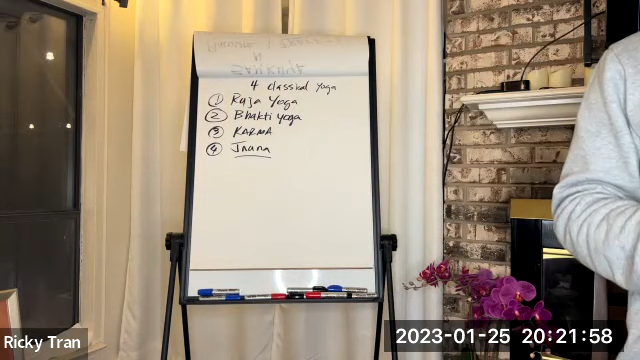 4 classical yoga
① Raja Yoga
② Bhakti yoga
③ KARMA
④ Jnana
Ricky Tran
2023-01-25 20:21:58